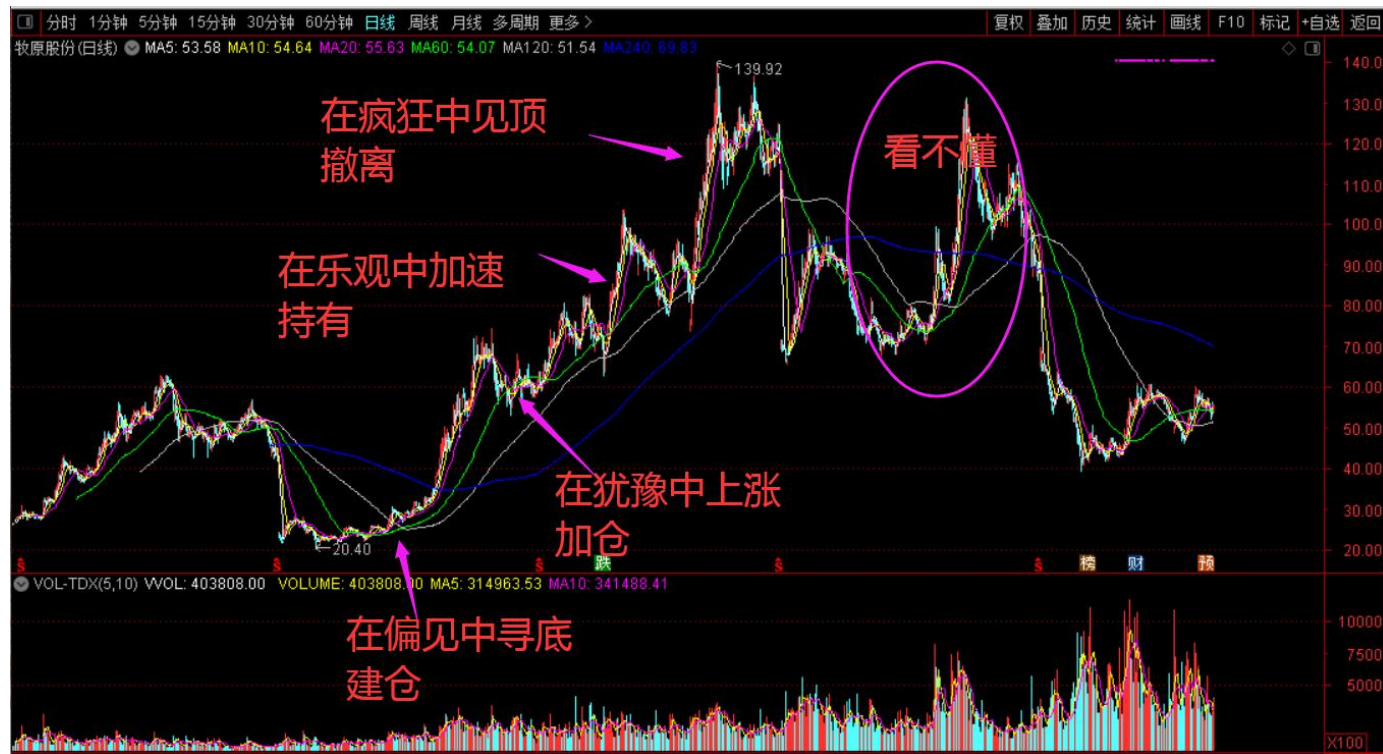 分时 1分钟 5分钟 15分钟 30分钟 60分钟 日线 周线 月线 多周期 更多> 复权 叠加 历史 统计 画线 F10 标记 +自选 返回
牧原股份(日线) MA5: 53.58 MA10: 54.64 MA20: 55.63 MA60: 54.07 MA120: 51.54 MA240: 69.83
140.0
139.92
在疯狂中见顶
撤离
130.0
看不懂
120.0
110.0
100.0
在乐观中加速
持有
90.00
80.00
70.00
60.00
50.00
40.00
在犹豫中上涨
加仓
30.00
20.40
20.00
S S S 跌 S S 榜 财 预
VOL-TDX(5,10) VVOL: 403808.00 VOLUME: 403808.00 MA5: 314963.53 MA10: 341488.41
10000
在偏见中寻底
建仓
7500
5000
X100